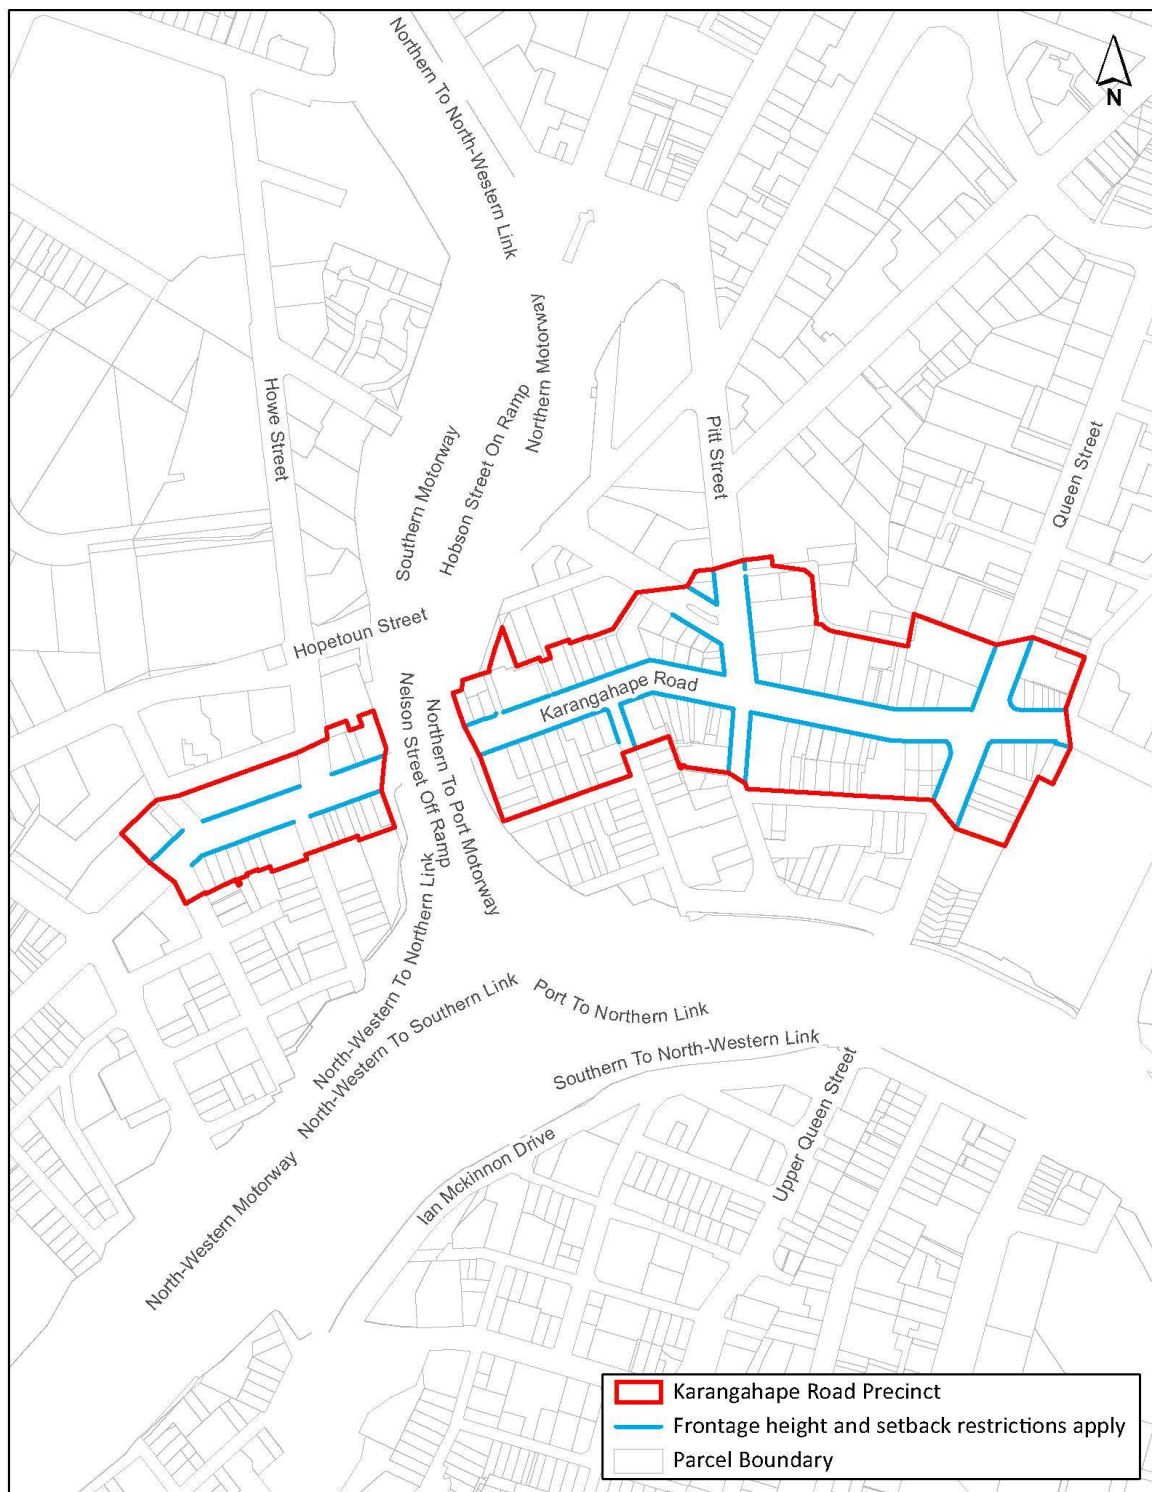 N
Northern To North-Western Link
Northern Motorway
Howe Street
Southern Motorway
Hobson Street On Ramp
Pitt Street
Queen Street
Hopetoun Street
Karangahape Road
Nelson Street Off Ramp
Northern To Port Motorway
North-Western To Northern Link
North-Western To Southern Link
Port To Northern Link
Southern To North-Western Link
Upper Queen Street
Ian Mckinnon Drive
North-Western Motorway
Karangahape Road Precinct
Frontage height and setback restrictions apply
Parcel Boundary